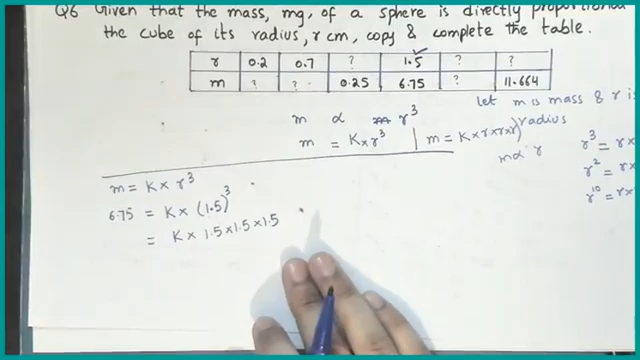 Q6 Given that the mass, mg, of a sphere is directly
the cube of its radius, r cm, copy & complete the table.
r 0.2 0.7 ? 1.5 ? ?
m ? ? 0.25 6.75 ? 11.664
let m is mass & r is
radius
m ∝ r³
m = K×r³ | m = K×r×r×r
m∝ r
r³ = r×
r² = r×
r¹⁰ = r×
m = K × r³
6.75 = K × (1.5)³
= K × 1.5×1.5×1.5